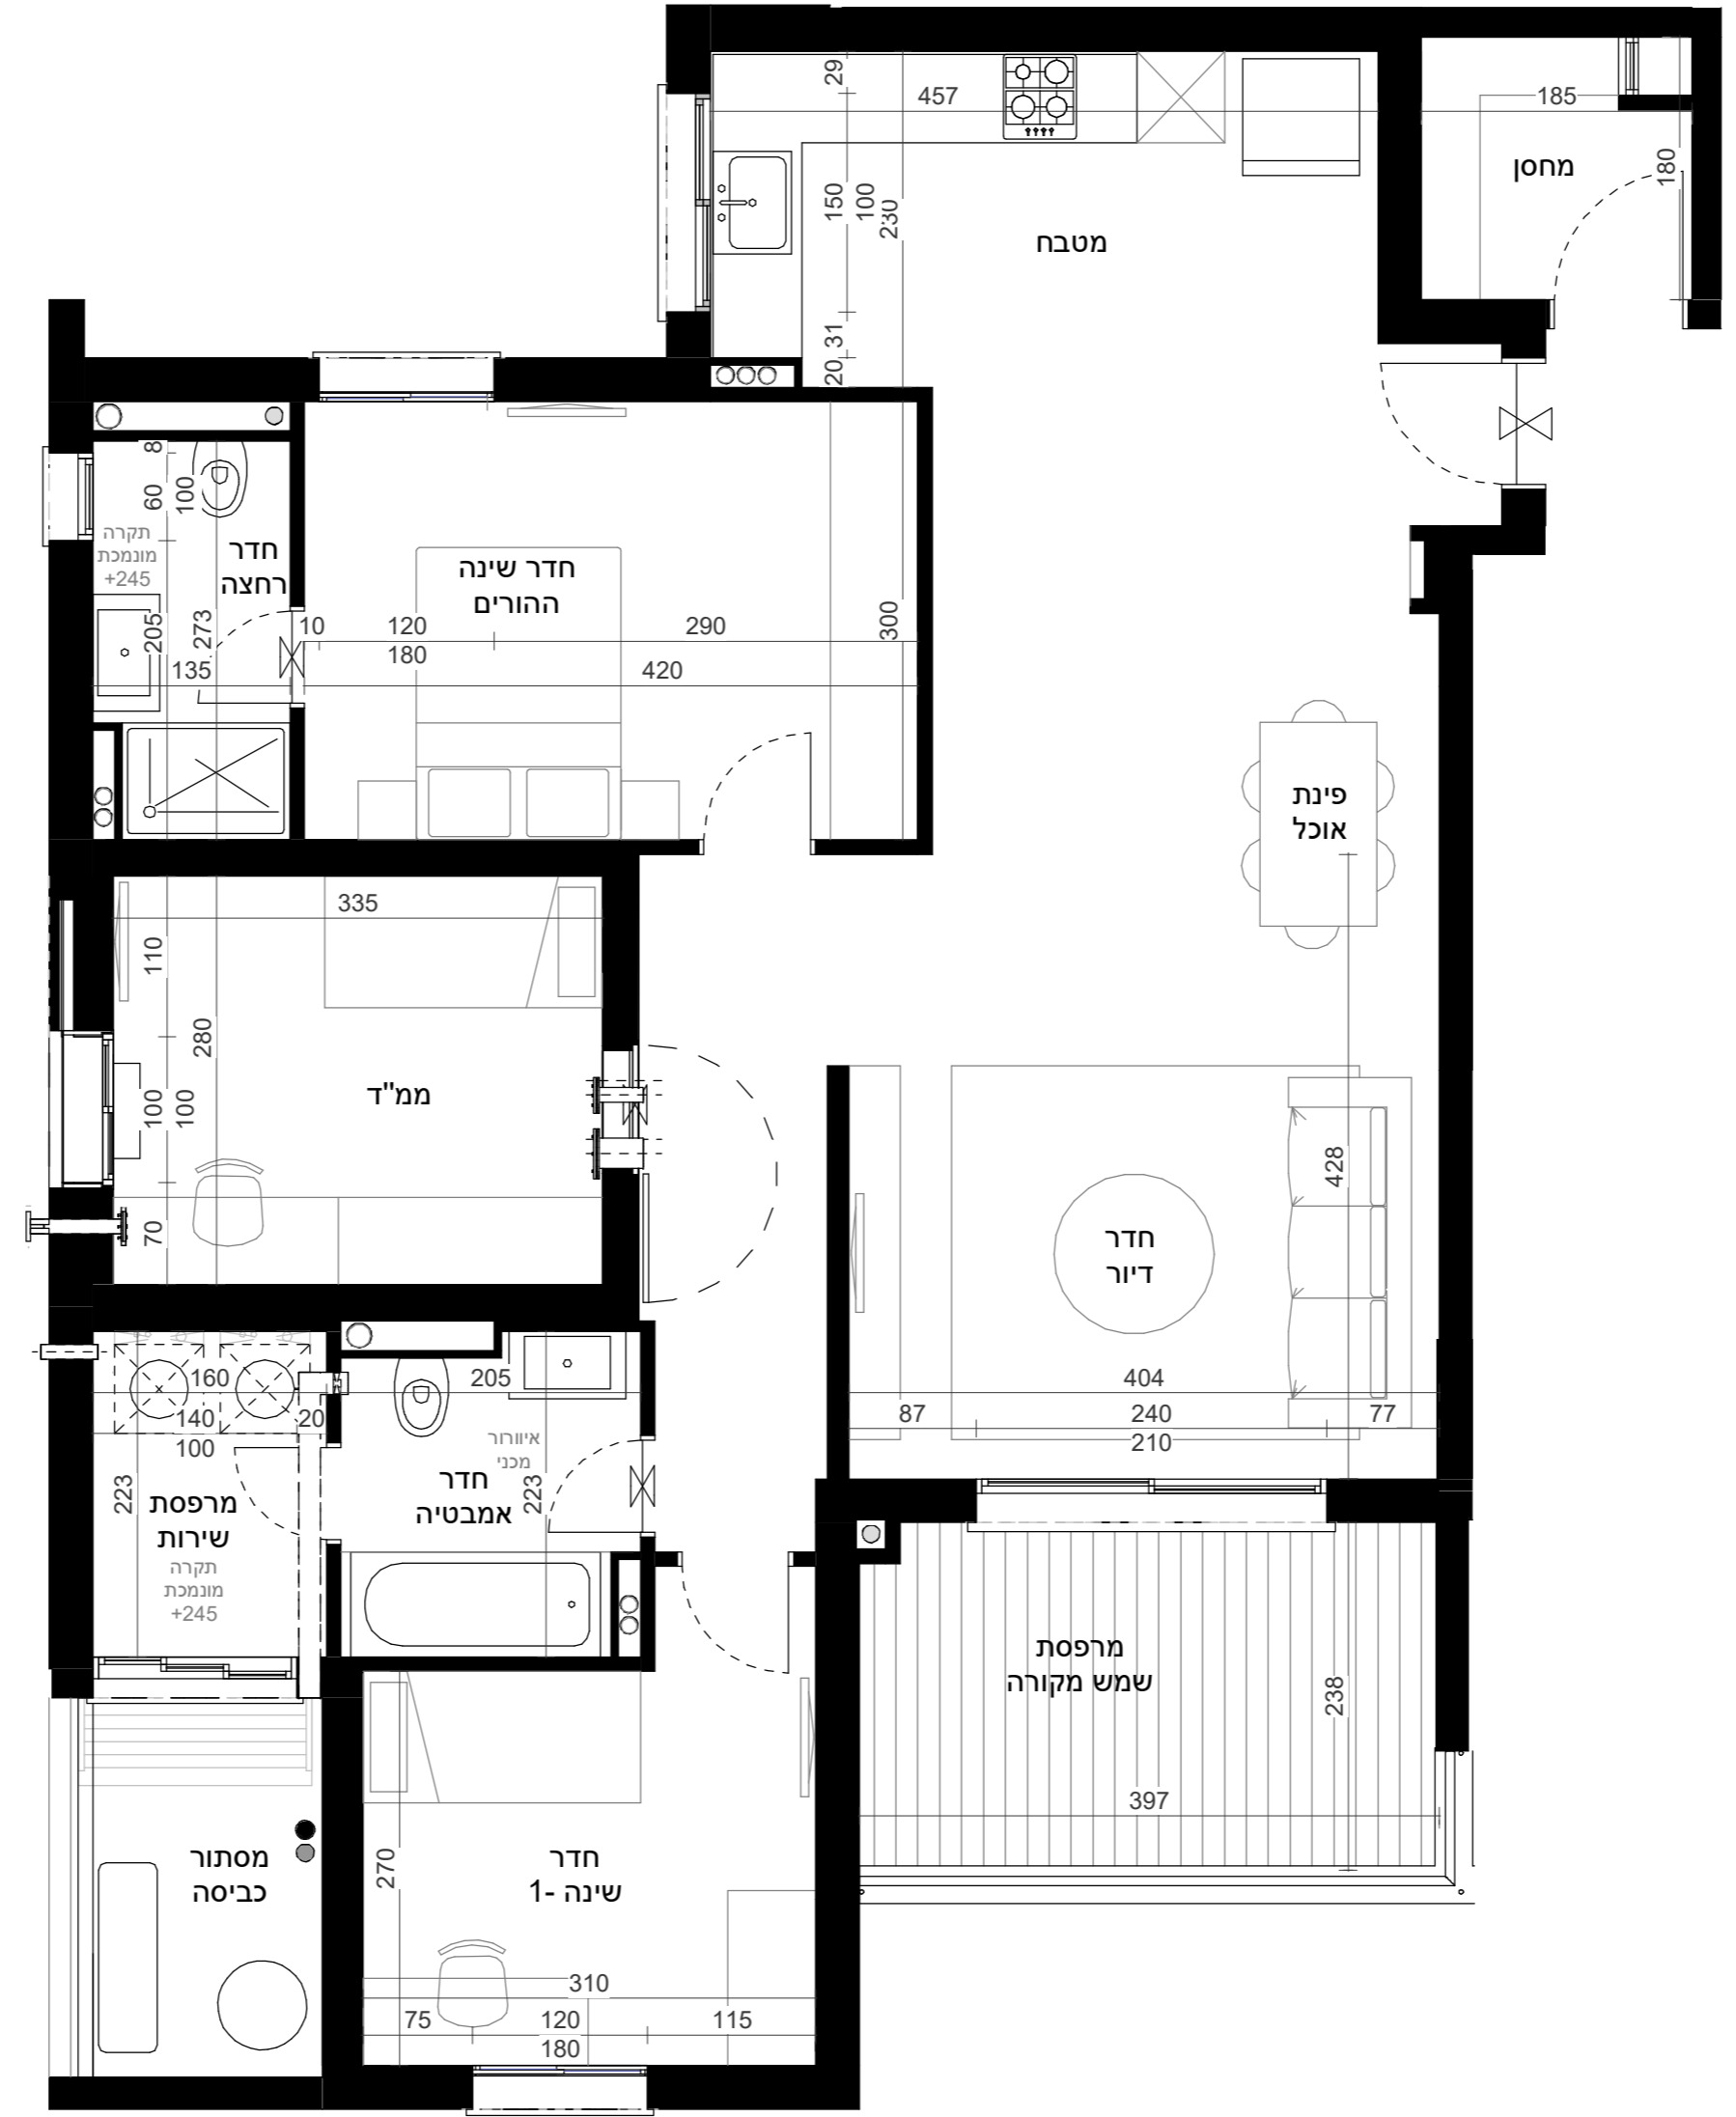 29
457
185
150
100
230
180
מחסן
מטבח
31
20
8
60
100
תקרה
מונמכת
+245
חדר
רחצה
205
273
135
חדר שינה
ההורים
10
120
290
180
420
300
פינת
אוכל
335
110
280
100
100
70
ממ"ד
428
חדר
דיור
404
87
240
77
210
160
140
20
100
223
מרפסת
שירות
תקרה
מונמכת
+245
205
איוורור
מכני
חדר
אמבטיה
223
מרפסת
שמש מקורה
238
397
מסתור
כביסה
270
חדר
שינה -1
310
75
120
115
180